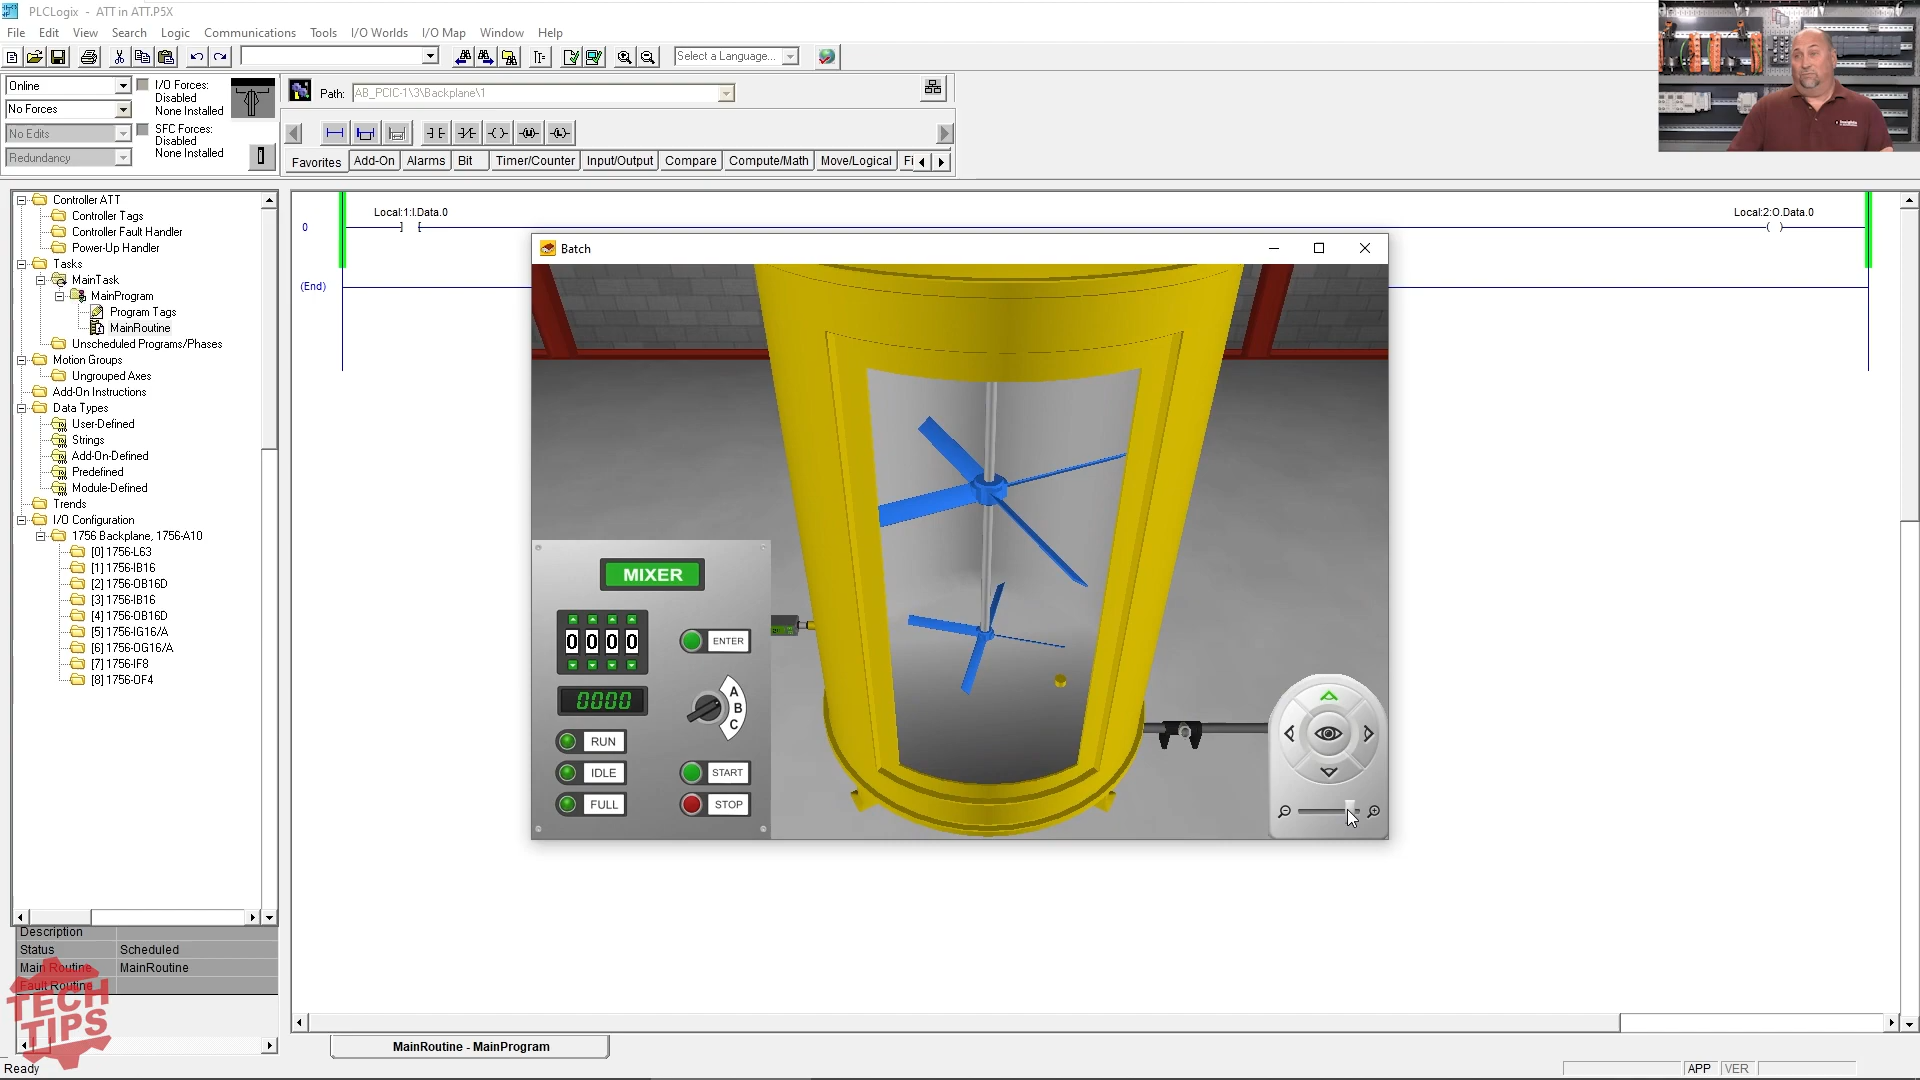 PLCLogix - ATT in ATT.P5X
File Edit View Search Logic Communications Tools I/O Worlds I/O Map Window Help
Select a Language...
Online
No Forces
No Edits
Redundancy
I/O Forces:
Disabled
None Installed
SFC Forces:
Disabled
None Installed
Path: AB_PCIC-1\3\Backplane\1
Favorites Add-On Alarms Bit Timer/Counter Input/Output Compare Compute/Math Move/Logical Fi
Controller ATT
Controller Tags
Controller Fault Handler
Power-Up Handler
Tasks
MainTask
MainProgram
Program Tags
MainRoutine
Unscheduled Programs/Phases
Motion Groups
Ungrouped Axes
Add-On Instructions
Data Types
User-Defined
Strings
Add-On-Defined
Predefined
Module-Defined
Trends
I/O Configuration
1756 Backplane, 1756-A10
[0] 1756-L63
[1] 1756-IB16
[2] 1756-OB16D
[3] 1756-IB16
[4] 1756-OB16D
[5] 1756-IG16/A
[6] 1756-OG16/A
[7] 1756-IF8
[8] 1756-OF4
Description
Status Scheduled
Main Routine MainRoutine
Fault Routine
TECH
TIPS
Ready
0
Local:1:I.Data.0
Local:2:O.Data.0
(End)
Batch
MIXER
0 0 0 0
ENTER
0000
A
B
C
RUN
IDLE
FULL
START
STOP
MainRoutine - MainProgram
APP VER